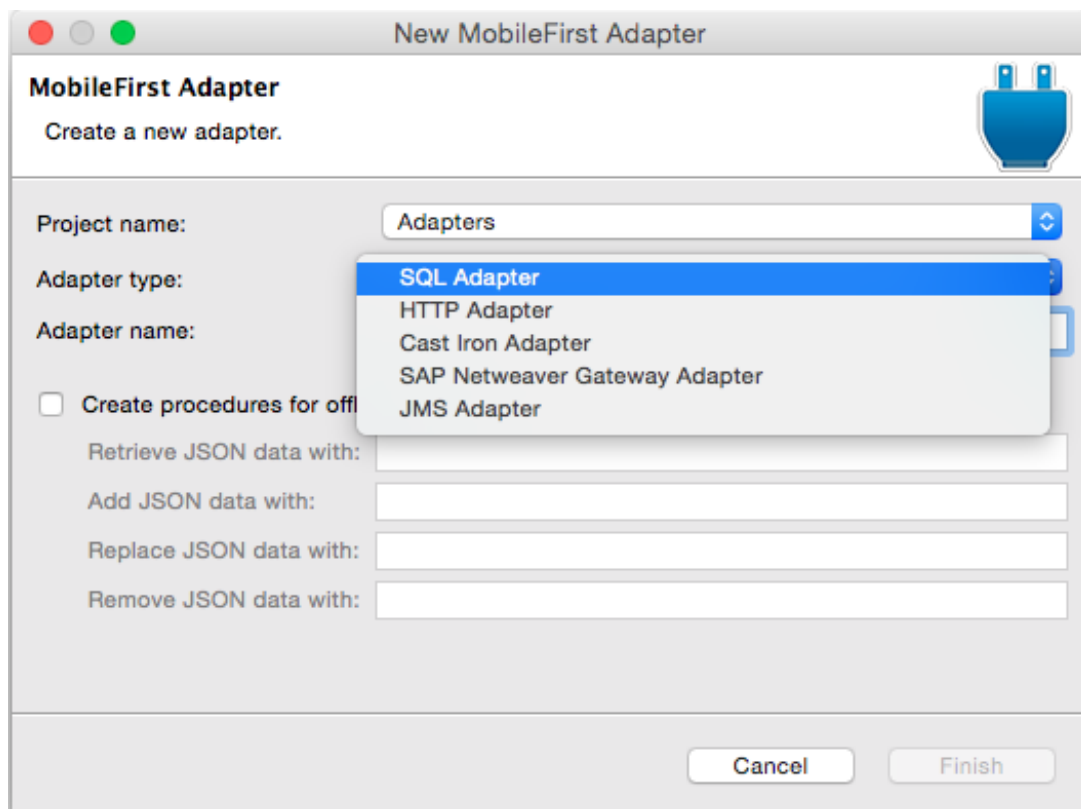 New MobileFirst Adapter
MobileFirst Adapter
Create a new adapter.
Project name: Adapters
Adapter type:
SQL Adapter
HTTP Adapter
Adapter name:
Cast Iron Adapter
SAP Netweaver Gateway Adapter
Create procedures for
JMS Adapter
Retrieve JSON data with:
Add JSON data with:
Replace JSON data with:
Remove JSON data with:
Cancel Finish